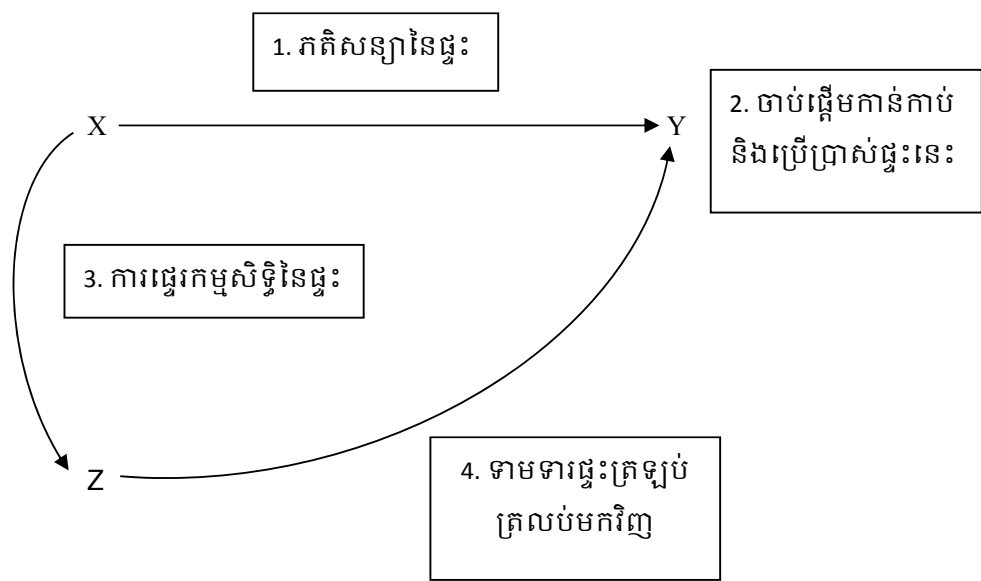 1. ភតិសន្យានៃផ្ទះ
X
Y
2. ចាប់ផ្តើមកាន់កាប់
និងប្រើប្រាស់ផ្ទះនេះ
3. ការផ្ទេរកម្មសិទ្ធិនៃផ្ទះ
Z
4. ទាមទារផ្ទះត្រឡប់
ត្រលប់មកវិញ